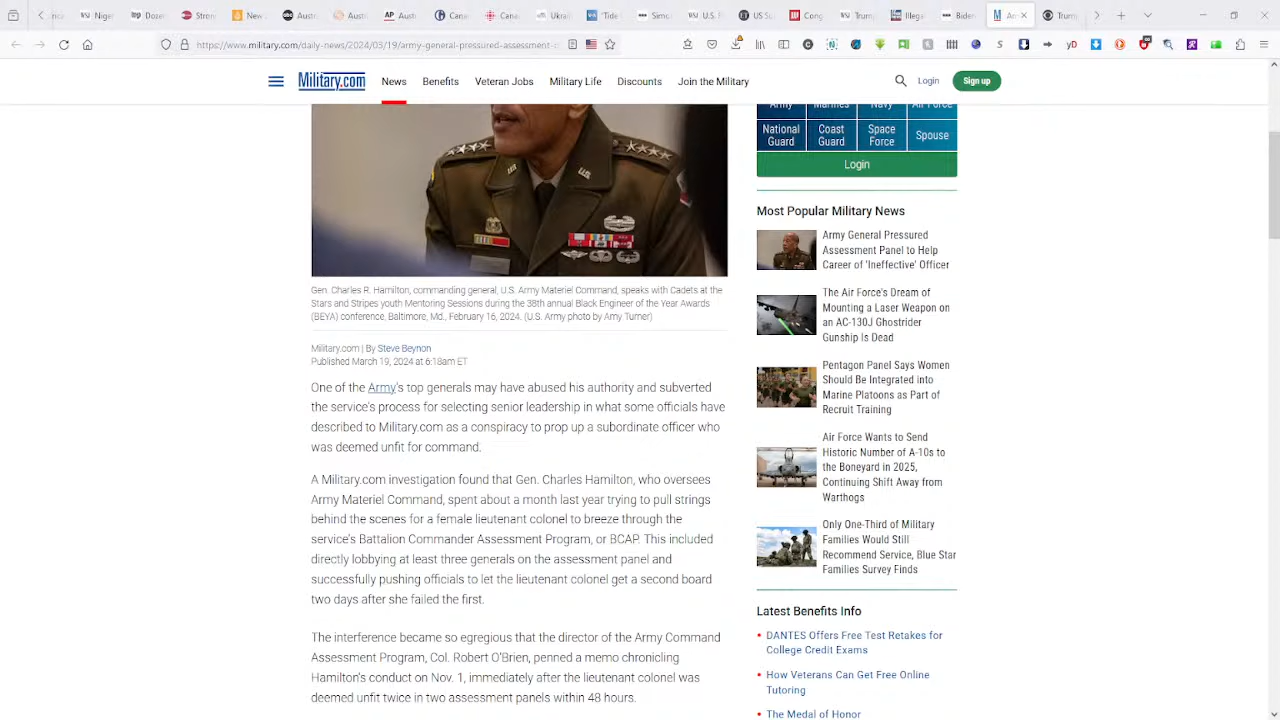 Austin
Austin
Ukra
Tide
Simo
US St
Cong
Trum
Illega
Biden
Trum
https://www.military.com/daily-news/2024/03/19/army-general-pressured-assessment-c
Military.com
News
Benefits
Veteran Jobs
Military Life
Discounts
Join the Military
Login
Sign up
Army
Marines
Navy
Air Force
National
Guard
Coast
Guard
Space
Force
Spouse
Login
Gen. Charles R. Hamilton, commanding general, U.S. Army Materiel Command, speaks with Cadets at the
Stars and Stripes youth Mentoring Sessions during the 38th annual Black Engineer of the Year Awards
(BEYA) conference, Baltimore, Md., February 16, 2024. (U.S. Army photo by Amy Turner)
Military.com | By Steve Beynon
Published March 19, 2024 at 6:18am ET
One of the Army's top generals may have abused his authority and subverted
the service's process for selecting senior leadership in what some officials have
described to Military.com as a conspiracy to prop up a subordinate officer who
was deemed unfit for command.
A Military.com investigation found that Gen. Charles Hamilton, who oversees
Army Materiel Command, spent about a month last year trying to pull strings
behind the scenes for a female lieutenant colonel to breeze through the
service's Battalion Commander Assessment Program, or BCAP. This included
directly lobbying at least three generals on the assessment panel and
successfully pushing officials to let the lieutenant colonel get a second board
two days after she failed the first.
The interference became so egregious that the director of the Army Command
Assessment Program, Col. Robert O'Brien, penned a memo chronicling
Hamilton's conduct on Nov. 1, immediately after the lieutenant colonel was
deemed unfit twice in two assessment panels within 48 hours.
Most Popular Military News
Army General Pressured
Assessment Panel to Help
Career of 'Ineffective' Officer
The Air Force's Dream of
Mounting a Laser Weapon on
an AC-130J Ghostrider
Gunship Is Dead
Pentagon Panel Says Women
Should Be Integrated into
Marine Platoons as Part of
Recruit Training
Air Force Wants to Send
Historic Number of A-10s to
the Boneyard in 2025,
Continuing Shift Away from
Warthogs
Only One-Third of Military
Families Would Still
Recommend Service, Blue Star
Families Survey Finds
Latest Benefits Info
• DANTES Offers Free Test Retakes for
College Credit Exams
• How Veterans Can Get Free Online
Tutoring
• The Medal of Honor